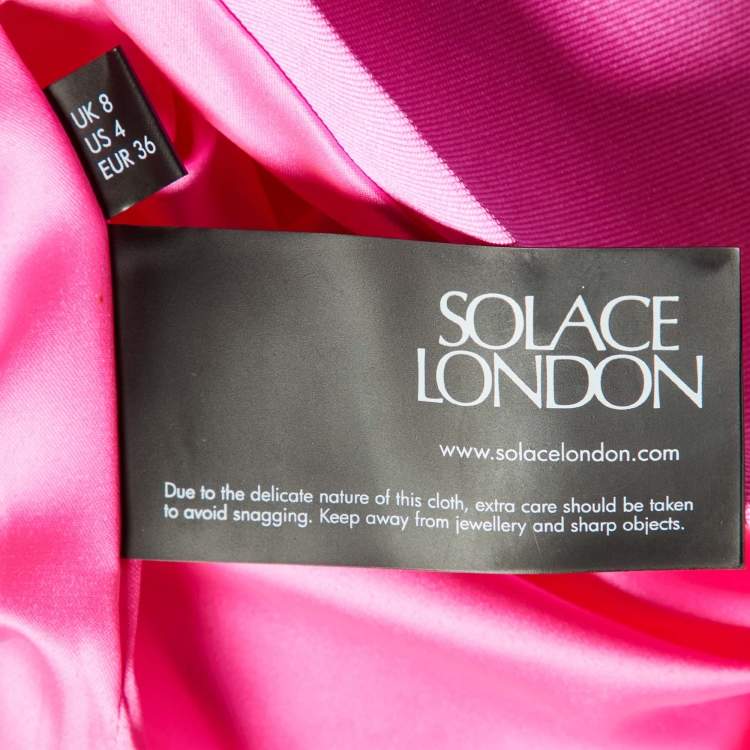 UK 8
US 4
EUR 36
SOLACE
LONDON
www.solacelondon.com
Due to the delicate nature of this cloth, extra care should be taken
to avoid snagging. Keep away from jewellery and sharp objects.